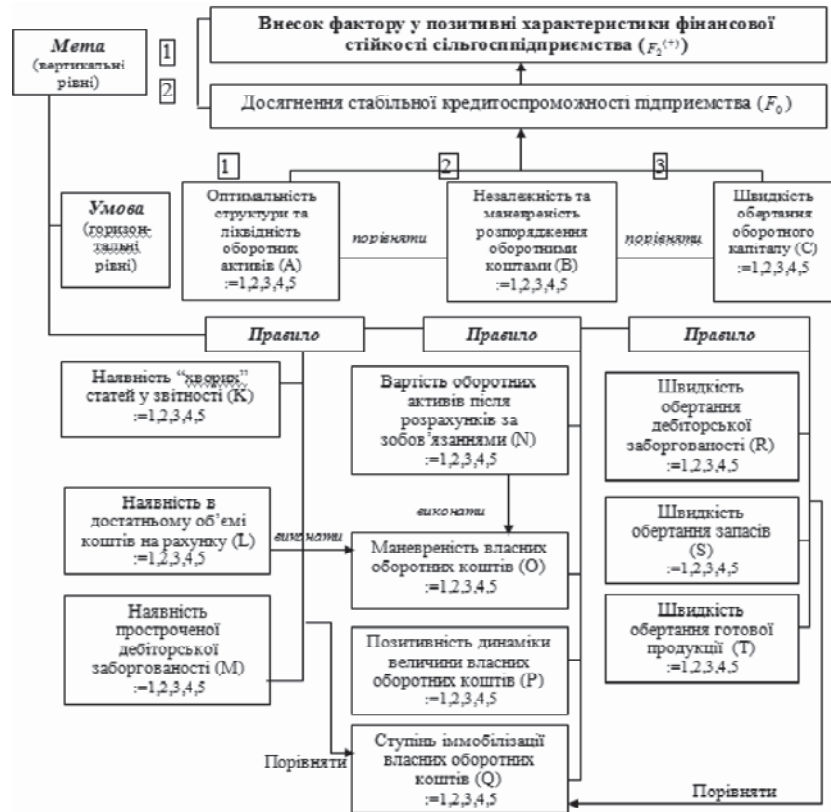 Мета
(вертикальні
рівні)
1
2
Внесок фактору у позитивні характеристики фінансової
стійкості сільгосппідприємства (F₂⁽⁺⁾)
Досягнення стабільної кредитоспроможності підприємства (F₀)
Умова
(горизон-
тальні
рівні)
1
Оптимальність
структури та
ліквідність
оборотних
активів (A)
:=1,2,3,4,5
порівняти
2
Незалежність та
маневреність
розпорядження
оборотними
коштами (B)
:=1,2,3,4,5
порівняти
3
Швидкість
обертання
оборотного
капіталу (C)
:=1,2,3,4,5
Правило
Правило
Правило
Наявність “хворих”
статей у звітності (K)
:=1,2,3,4,5
Наявність в
достатньому об’ємі
коштів на рахунку (L)
:=1,2,3,4,5
виконати
Наявність
простроченої
дебіторської
заборгованості (M)
:=1,2,3,4,5
Порівняти
Вартість оборотних
активів після
розрахунків за
зобов’язаннями (N)
:=1,2,3,4,5
виконати
Маневреність власних
оборотних коштів (O)
:=1,2,3,4,5
Позитивність динаміки
величини власних
оборотних коштів (P)
:=1,2,3,4,5
Ступінь іммобілізації
власних оборотних
коштів (Q)
:=1,2,3,4,5
Швидкість
обертання
дебіторської
заборгованості (R)
:=1,2,3,4,5
Швидкість
обертання запасів
(S)
:=1,2,3,4,5
Швидкість
обертання готової
продукції (T)
:=1,2,3,4,5
Порівняти